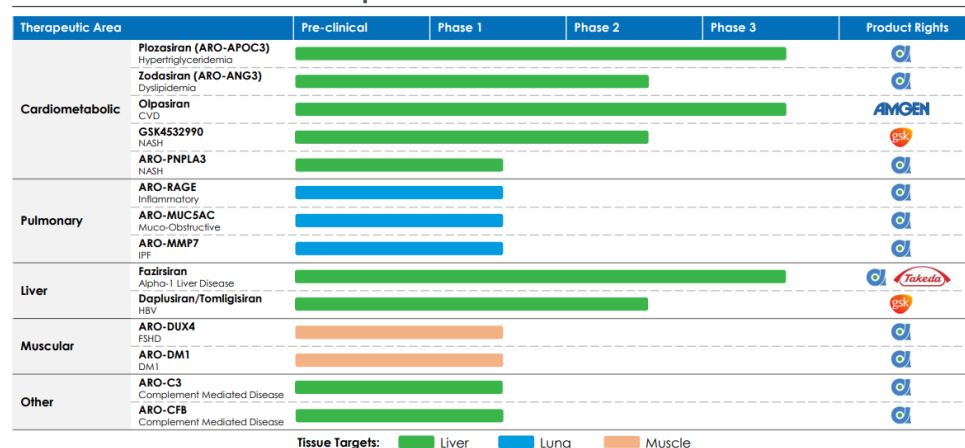 Therapeutic Area Pre-clinical Phase 1 Phase 2 Phase 3 Product Rights
Cardiometabolic
Plozasiran (ARO-APOC3)
Hypertriglyceridemia
Zodasiran (ARO-ANG3)
Dyslipidemia
Olpasiran
CVD
AMGEN
GSK4532990
NASH
gsk
ARO-PNPLA3
NASH
Pulmonary
ARO-RAGE
Inflammatory
ARO-MUC5AC
Muco-Obstructive
ARO-MMP7
IPF
Liver
Fazirsiran
Alpha-1 Liver Disease
Takeda
Daplusiran/Tomligisiran
HBV
gsk
Muscular
ARO-DUX4
FSHD
ARO-DM1
DM1
Other
ARO-C3
Complement Mediated Disease
ARO-CFB
Complement Mediated Disease
Tissue Targets: Liver Lung Muscle